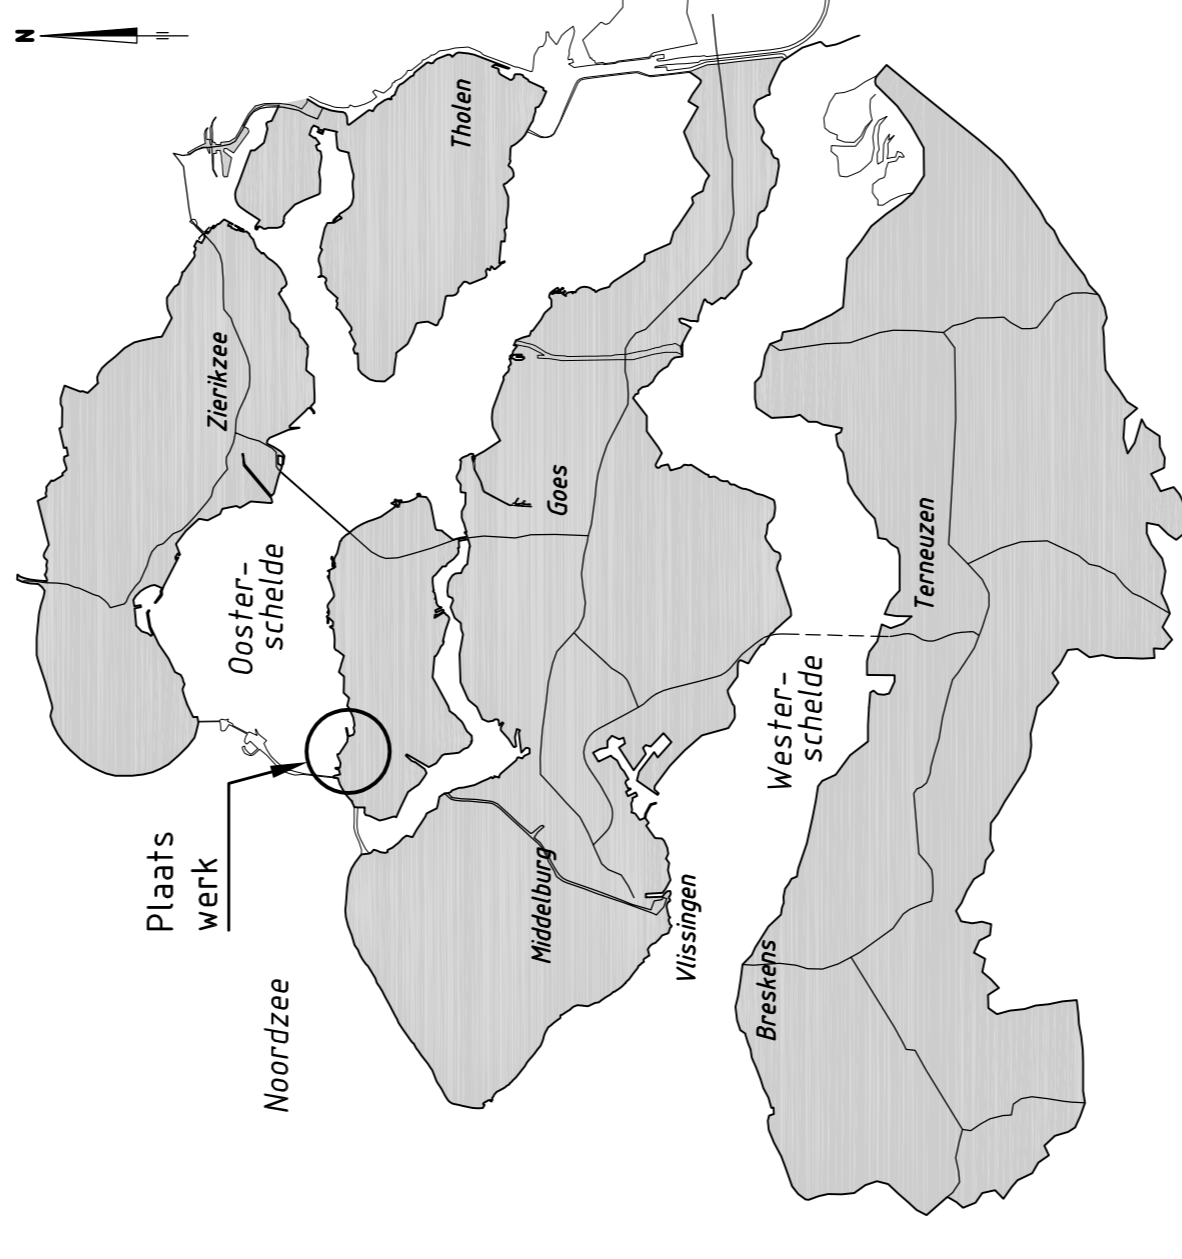 N
Tholen
Zierikzee
Ooster-
schelde
Goes
Terneuzen
Wester-
schelde
Plaats
werk
Middelburg
Vlissingen
Noordzee
Breskens